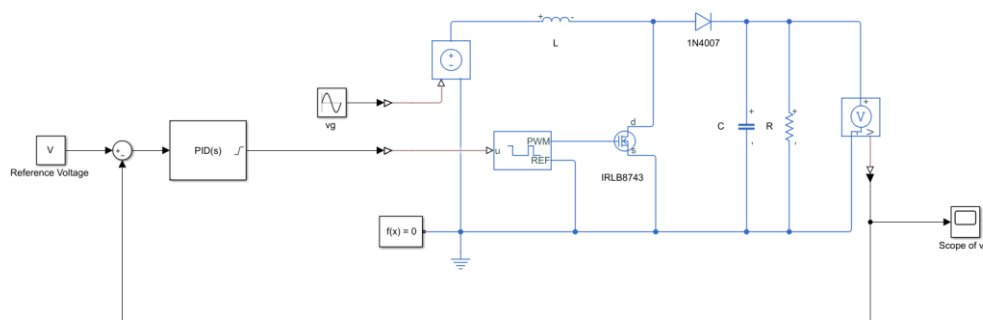 L
1N4007
vg
V
Reference Voltage
+
-
PID(s)
u
PWM
REF
d
s
IRLB8743
C
R
V
V
f(x) = 0
Scope of v